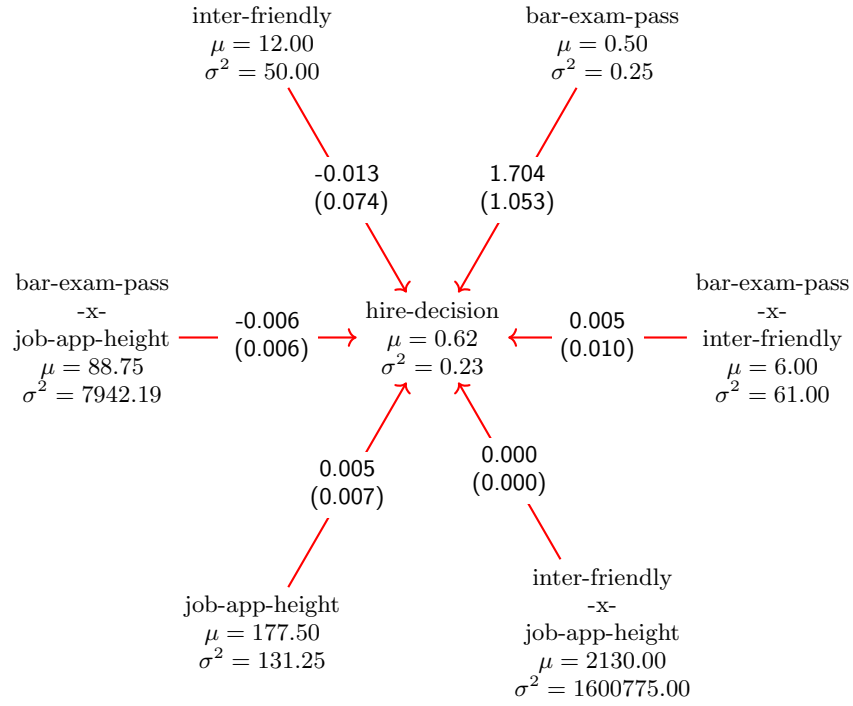 inter-friendly
μ = 12.00
σ² = 50.00
bar-exam-pass
μ = 0.50
σ² = 0.25
-0.013
(0.074)
1.704
(1.053)
bar-exam-pass
-x-
job-app-height
μ = 88.75
σ² = 7942.19
-0.006
(0.006)
hire-decision
μ = 0.62
σ² = 0.23
0.005
(0.010)
bar-exam-pass
-x-
inter-friendly
μ = 6.00
σ² = 61.00
0.005
(0.007)
0.000
(0.000)
job-app-height
μ = 177.50
σ² = 131.25
inter-friendly
-x-
job-app-height
μ = 2130.00
σ² = 1600775.00